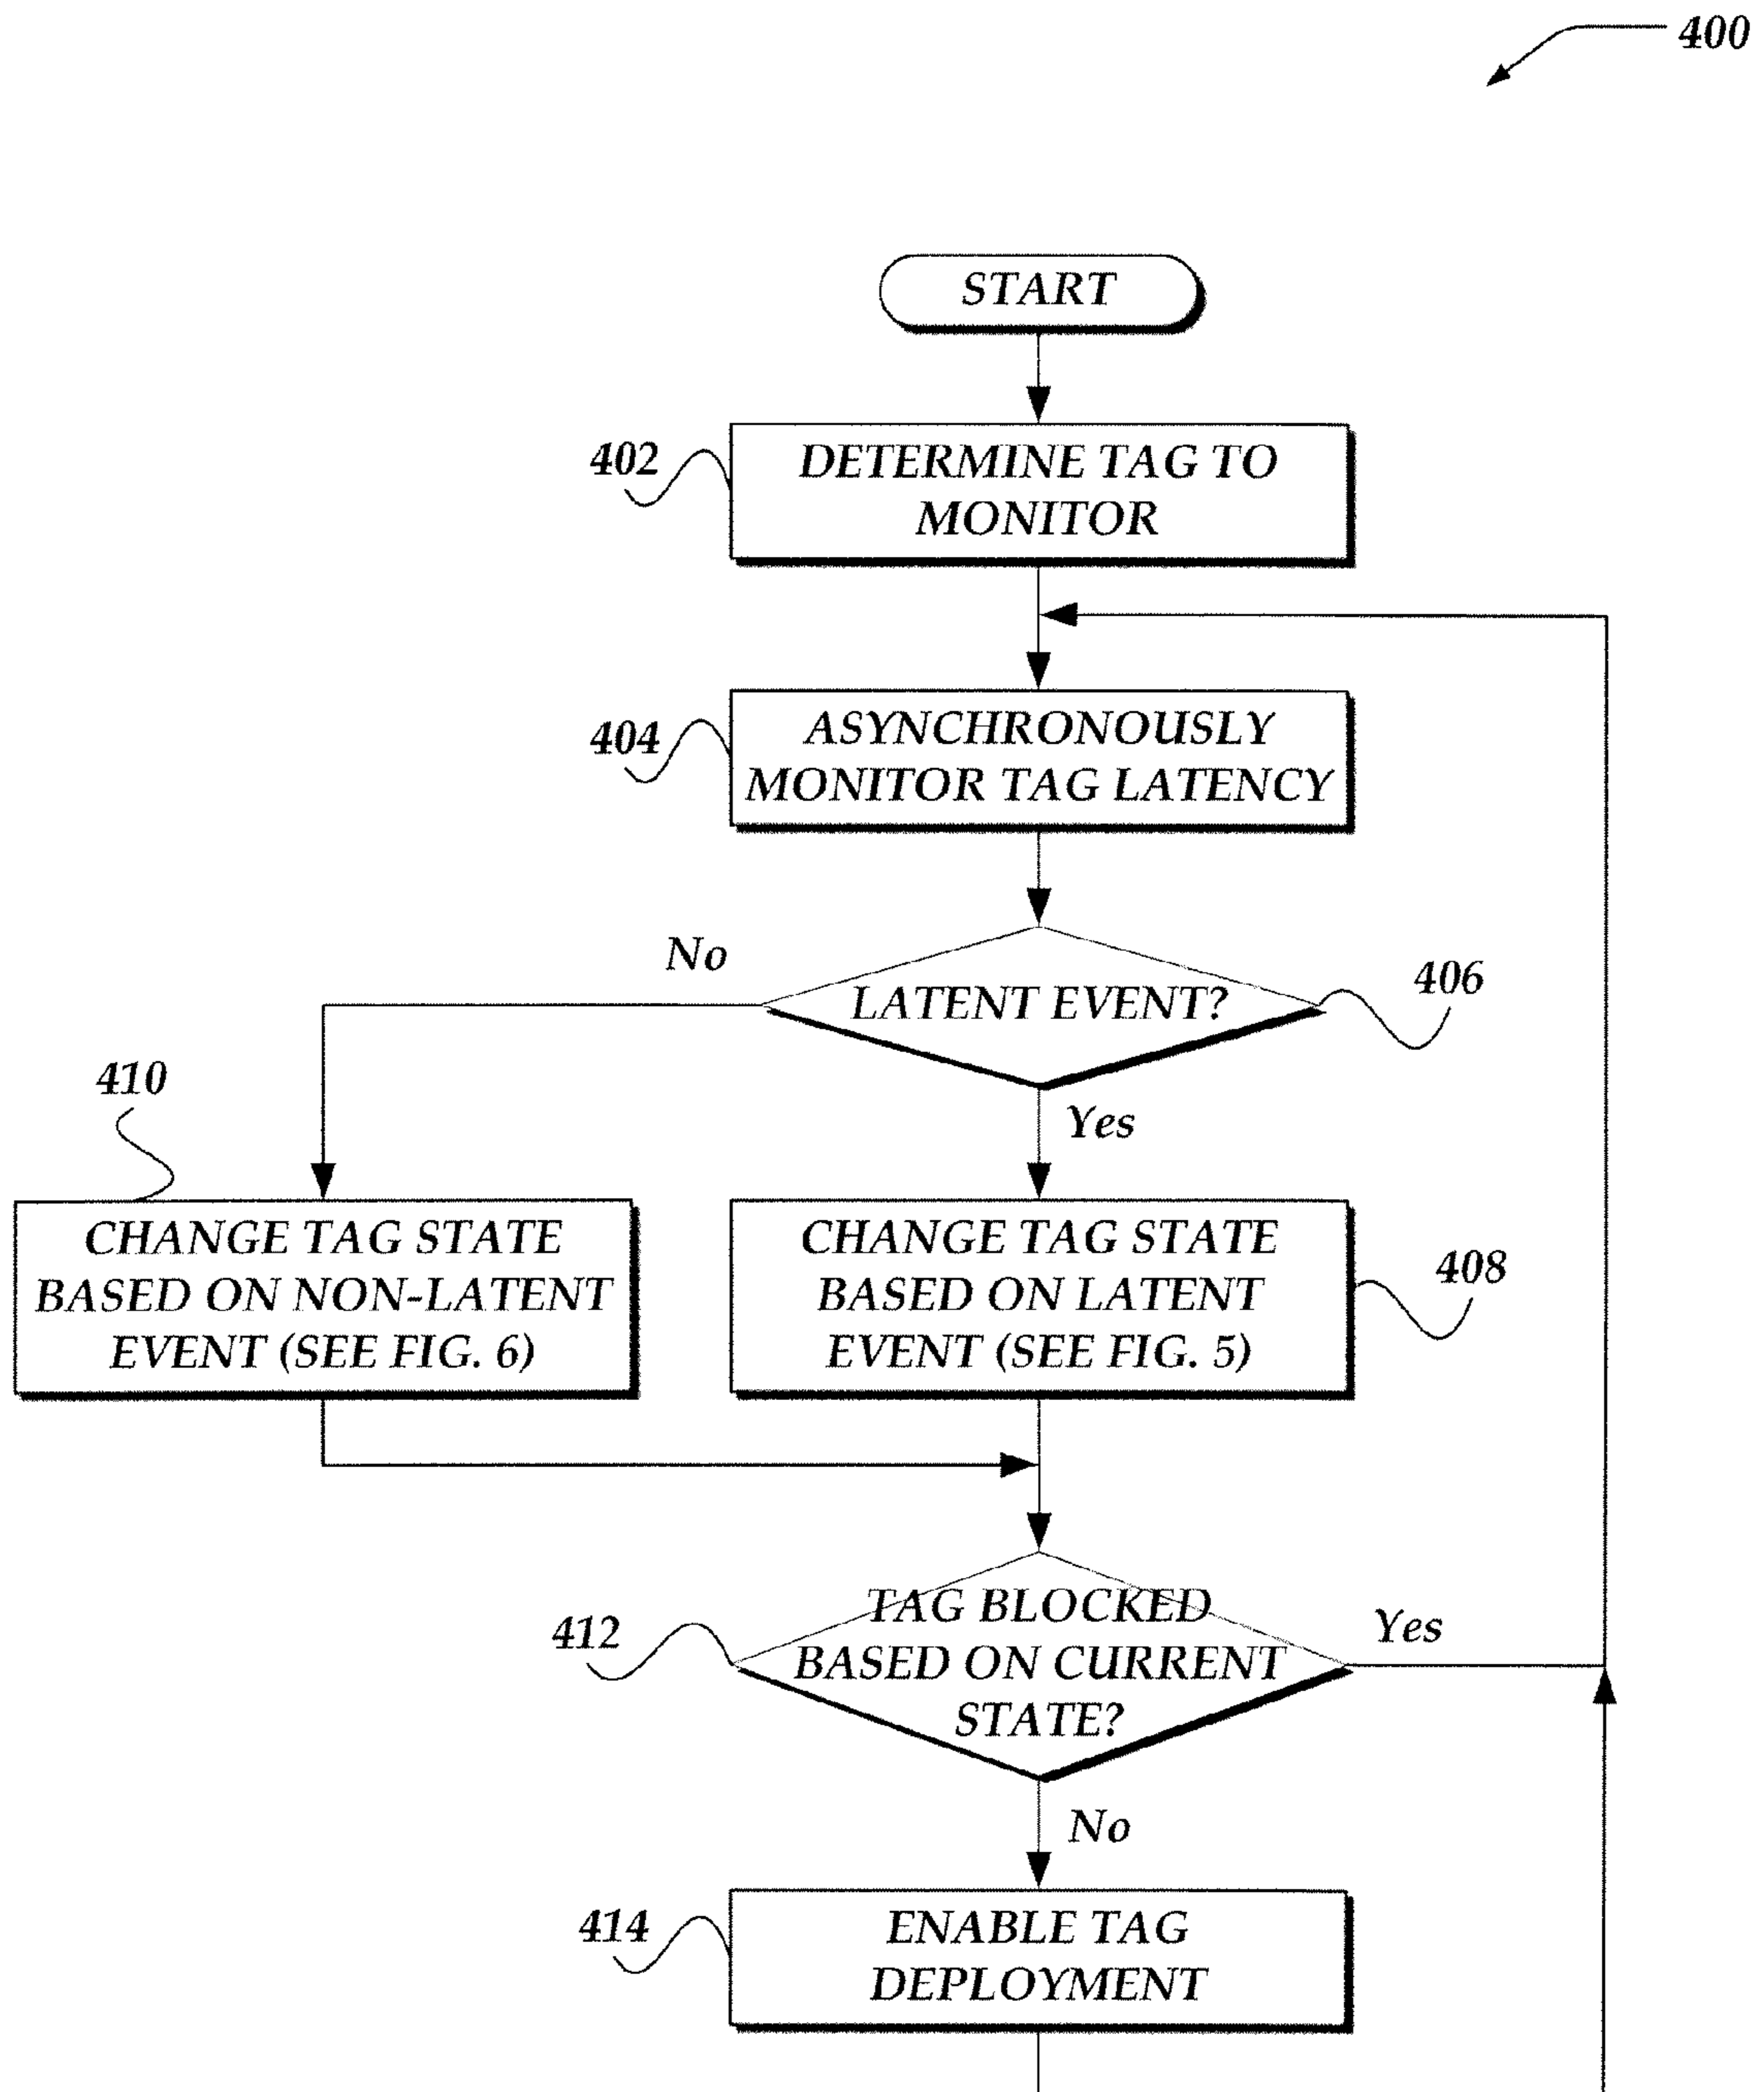 400
START
402
DETERMINE TAG TO
MONITOR
404
ASYNCHRONOUSLY
MONITOR TAG LATENCY
No
LATENT EVENT?
406
410
Yes
CHANGE TAG STATE
BASED ON NON-LATENT
EVENT (SEE FIG. 6)
CHANGE TAG STATE
BASED ON LATENT
EVENT (SEE FIG. 5)
408
412
TAG BLOCKED
BASED ON CURRENT
STATE?
Yes
No
414
ENABLE TAG
DEPLOYMENT